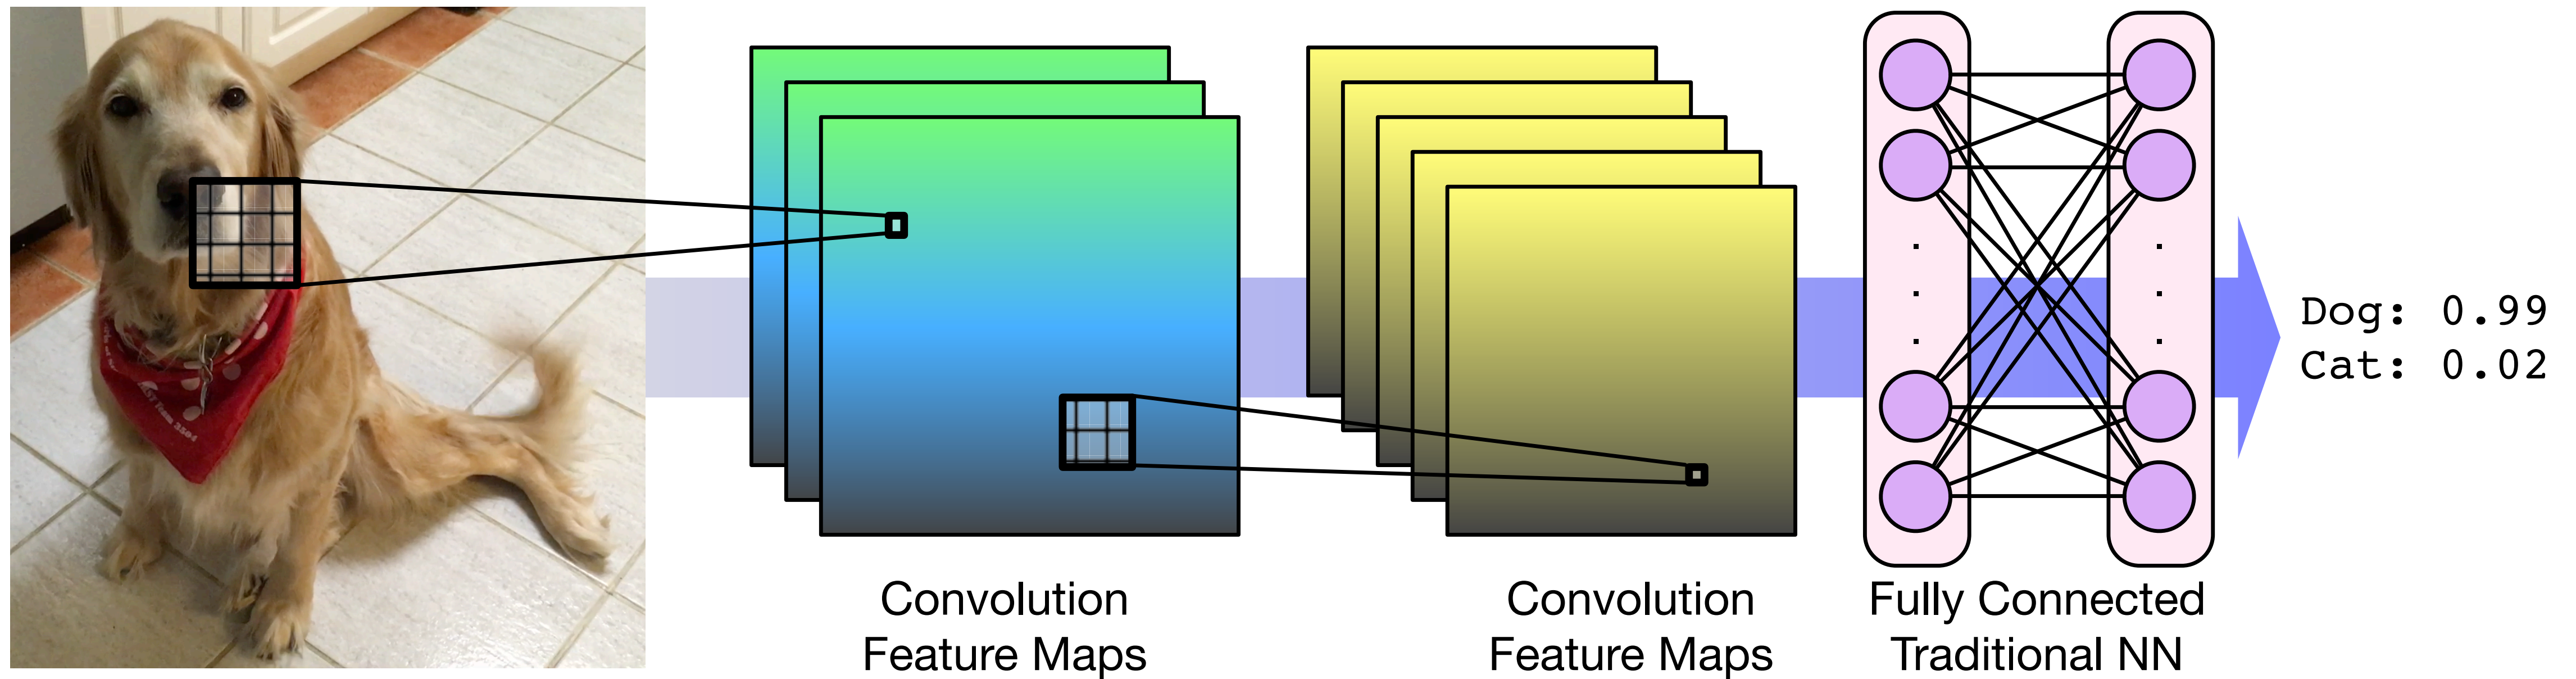 Convolution
Feature Maps
Convolution
Feature Maps
Fully Connected
Traditional NN
Dog: 0.99
Cat: 0.02